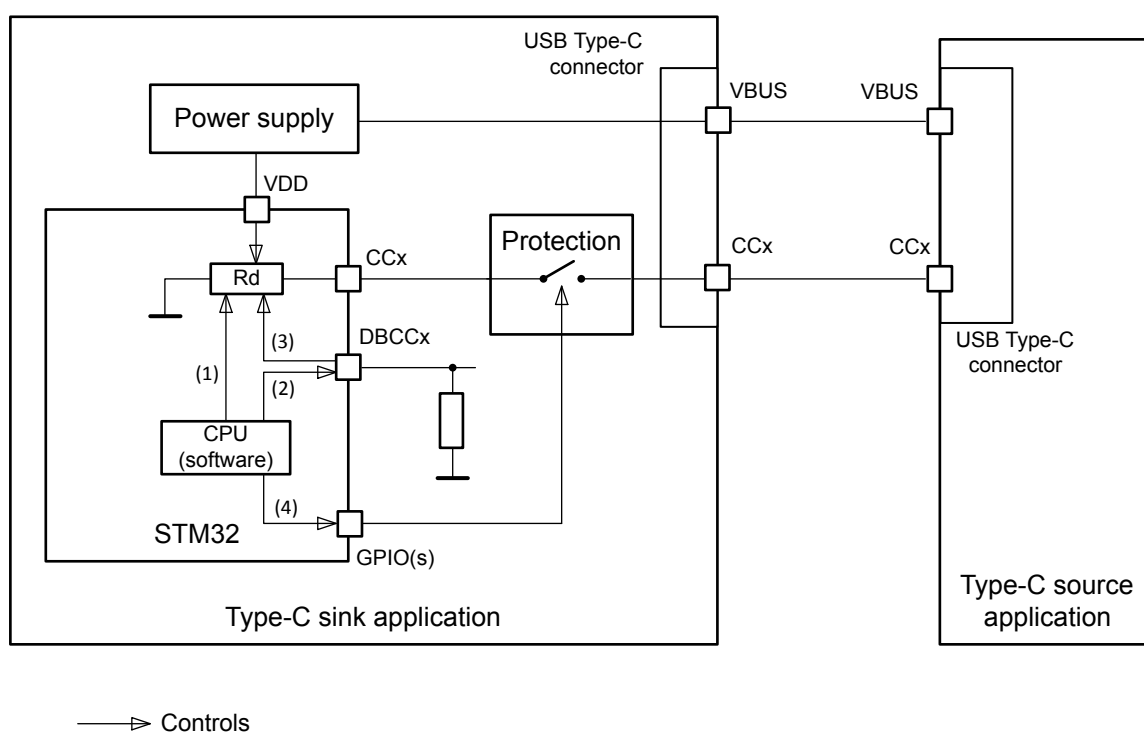 USB Type-C
connector
VBUS
VBUS
Power supply
VDD
Protection
CCx
CCx
CCx
Rd
DBCCx
USB Type-C
connector
(3)
(1)
(2)
CPU
(software)
(4)
STM32
GPIO(s)
Type-C sink application
Type-C source
application
Controls